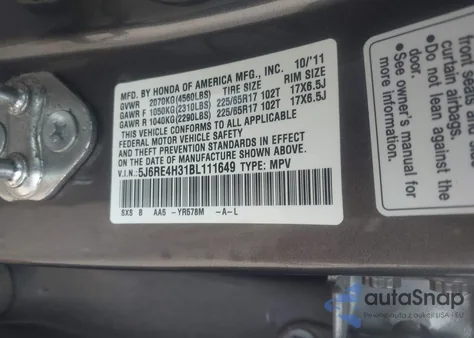 MFD. BY HONDA OF AMERICA MFG., INC. 10/'11
GVWR 2070KG(4560LBS) TIRE SIZE RIM SIZE
GAWR F 1050KG(2310LBS) 225/65R17 102T 17X6.5J
GAWR R 1040KG(2290LBS) 225/65R17 102T 17X6.5J
THIS VEHICLE CONFORMS TO ALL APPLICABLE
FEDERAL MOTOR VEHICLE SAFETY
AND THEFT PREVENTION STANDARDS IN EFFECT
ON THE DATE OF MANUFACTURE SHOWN ABOVE.
V.I.N.: 5J6RE4H31BL111649 TYPE: MPV
SXS B AA5 -YR578M -A-L
front seat
curtain airbags.
•Do not lean against the
door.
•See owner's manual
for more information.
autoSnap